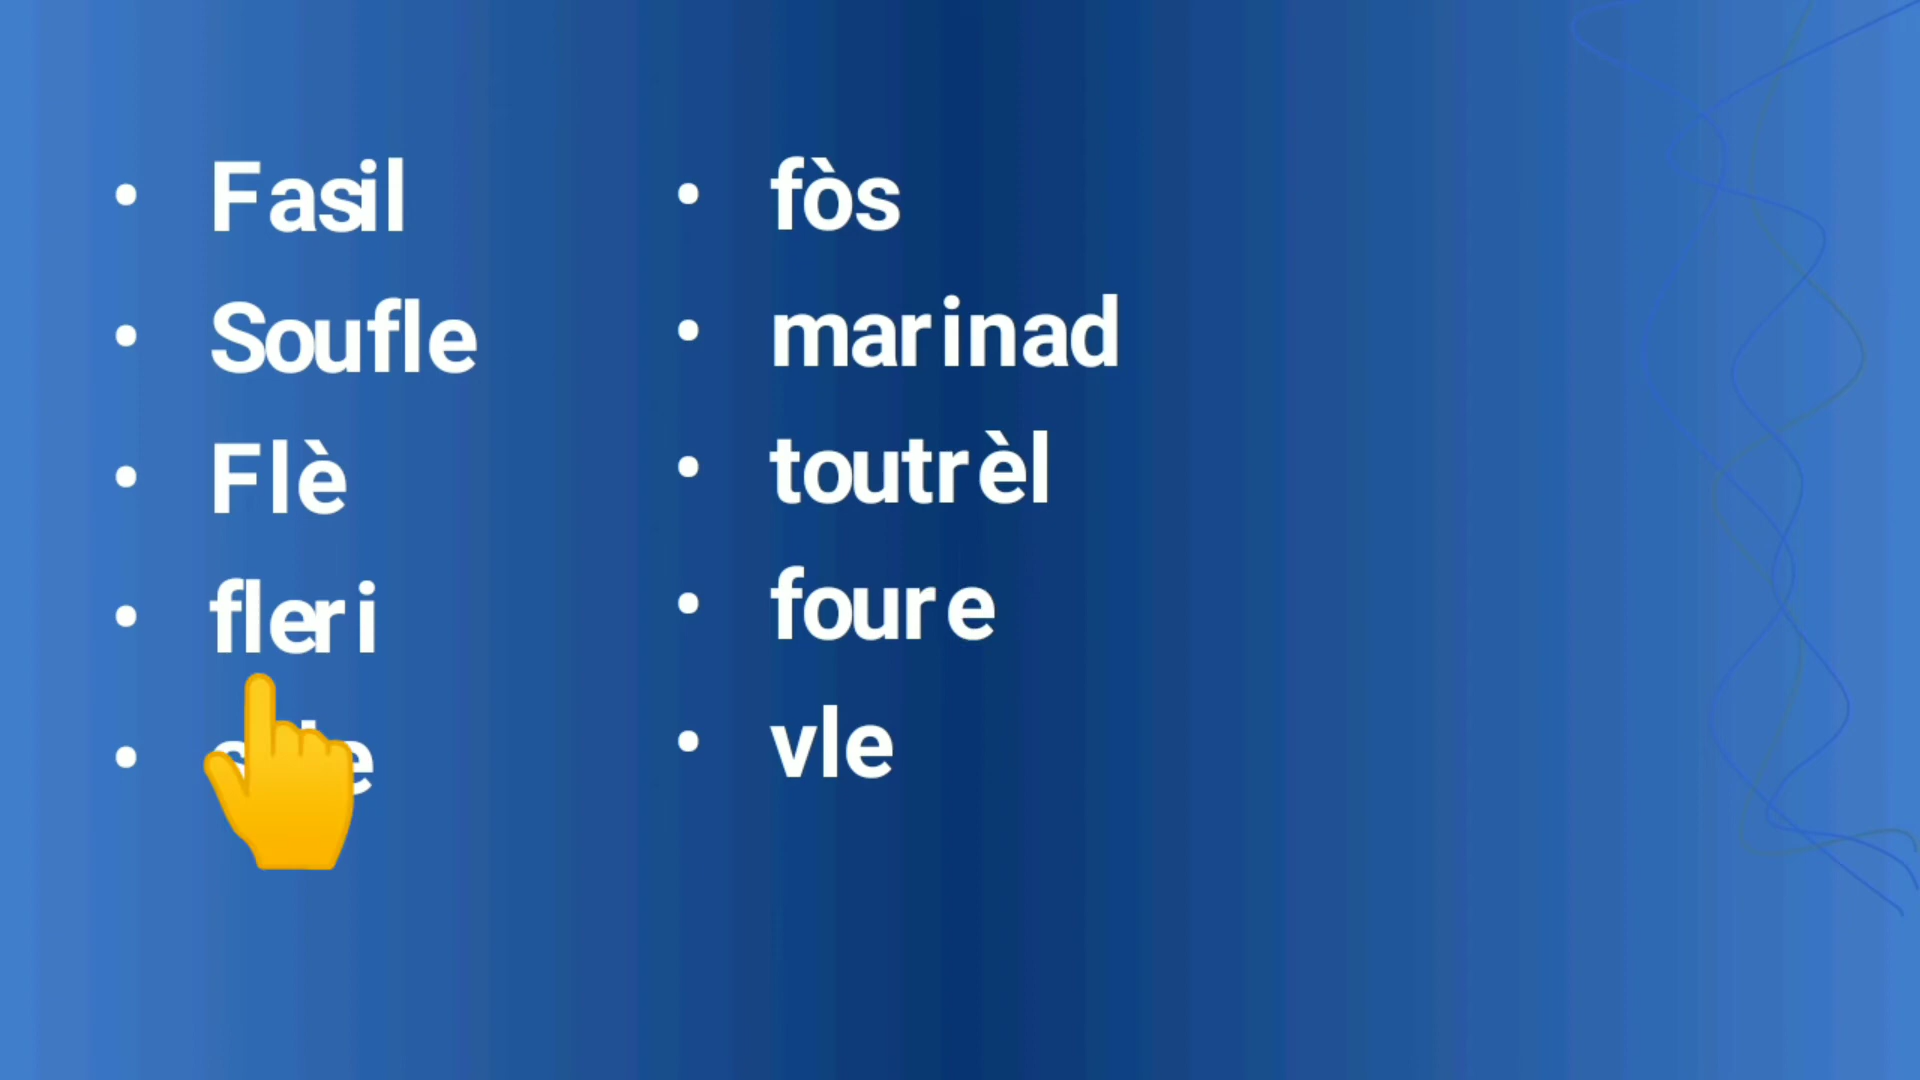 • Fasil
• Soufle
• Flè
• fleri
• fòs
• marinad
• toutrèl
• foure
• vle